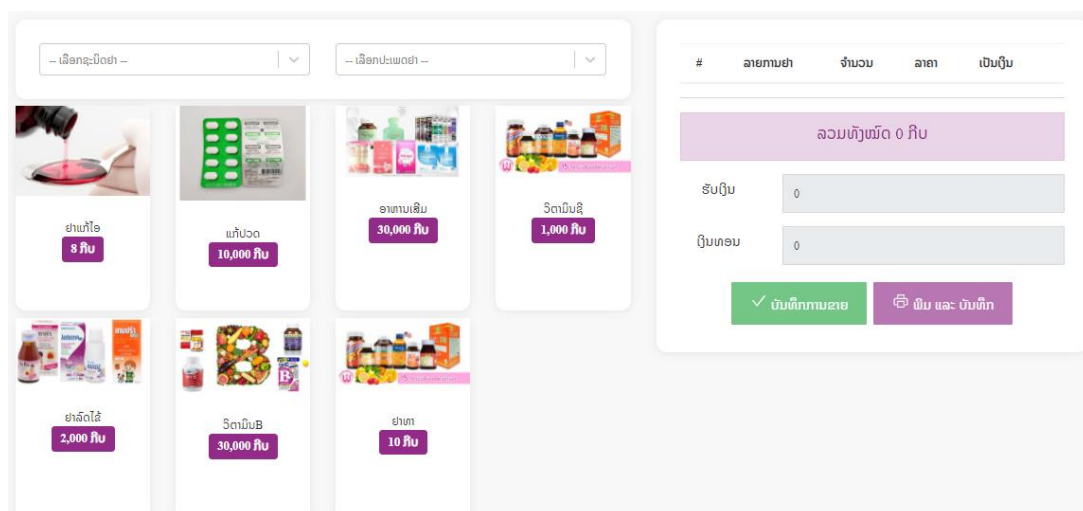 -- ເລືອກຊະນິດຢາ --
-- ເລືອກປະເພດຢາ --
ຢາແກ້ໄອ
8 ກີບ
ແກ້ປວດ
10,000 ກີບ
ອາຫານເສີມ
30,000 ກີບ
ວິຕາມິນຊີ
1,000 ກີບ
ຢາລົດໄຂ້
2,000 ກີບ
ວິຕາມິນB
30,000 ກີບ
ຢາທາ
10 ກີບ
# ລາຍການຢາ ຈຳນວນ ລາຄາ ເປັນເງິນ
ລວມທັງໝົດ 0 ກີບ
ຮັບເງິນ 0
ເງິນທອນ 0
ບັນທຶກການຂາຍ
ພິມ ແລະ ບັນທຶກ